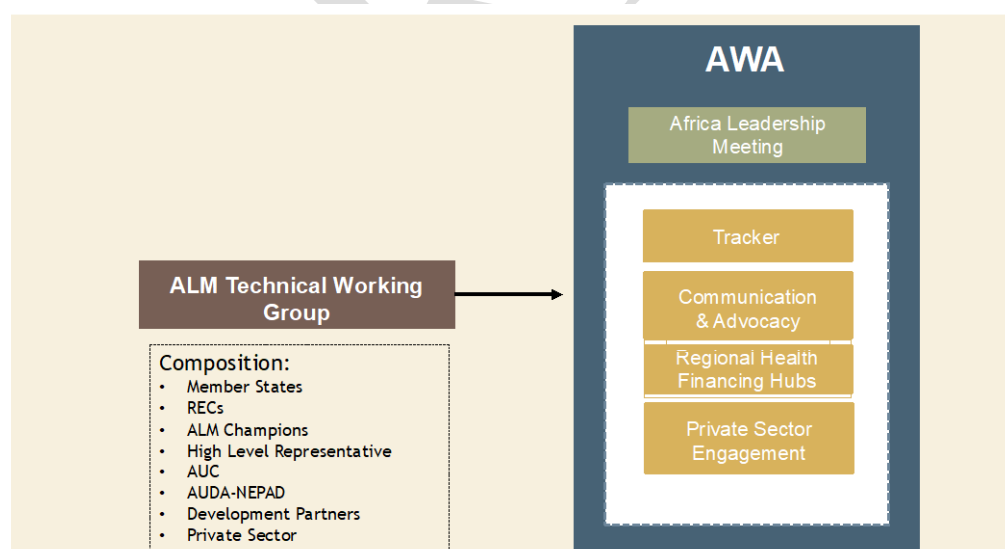 AWA
Africa Leadership
Meeting
Tracker
Communication
& Advocacy
Regional Health
Financing Hubs
Private Sector
Engagement
ALM Technical Working
Group
Composition:
• Member States
• RECs
• ALM Champions
• High Level Representative
• AUC
• AUDA-NEPAD
• Development Partners
• Private Sector